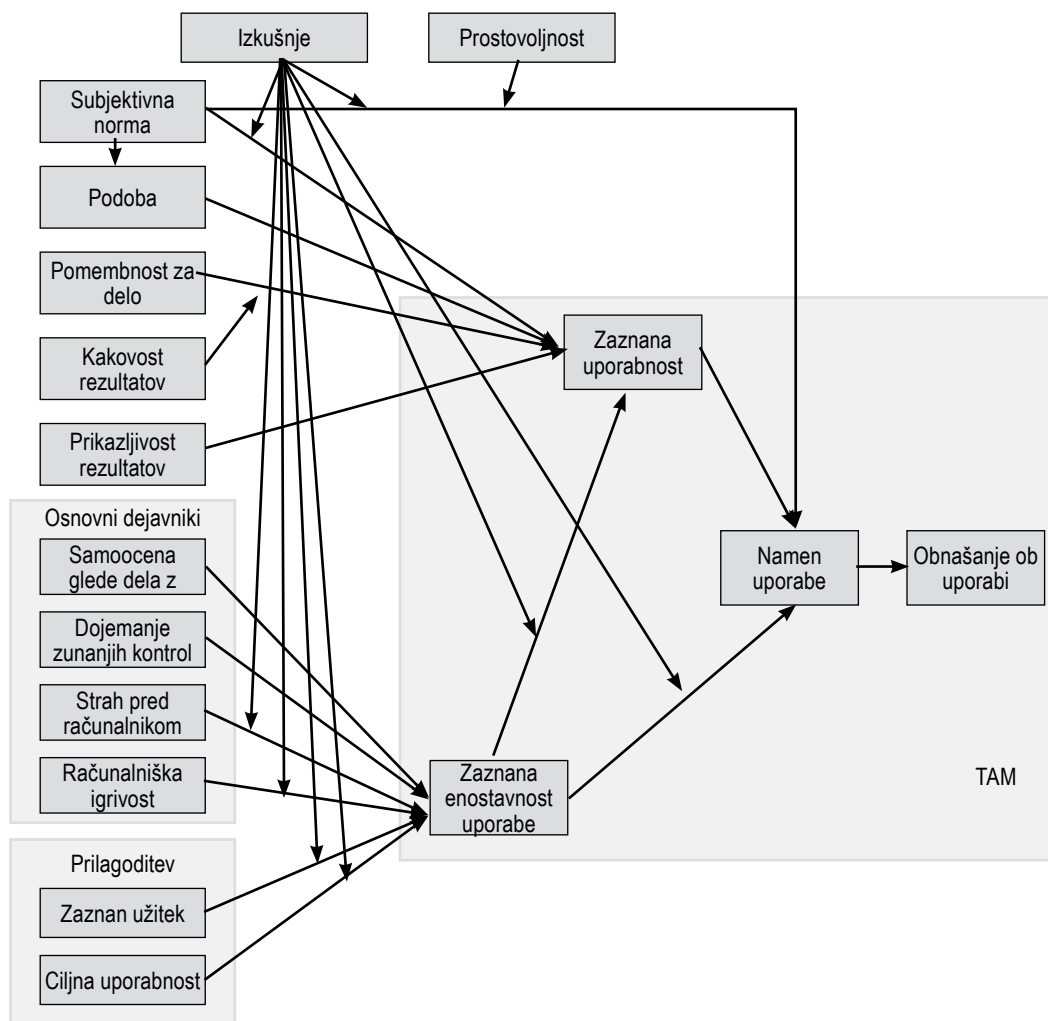 Izkušnje
Prostovoljnost
Subjektivna
norma
Podoba
Pomembnost za
delo
Kakovost
rezultatov
Prikazljivost
rezultatov
Osnovni dejavniki
Samoocena
glede dela z
Dojemanje
zunanjih kontrol
Strah pred
računalnikom
Računalniška
igrivost
Prilagoditev
Zaznan užitek
Ciljna uporabnost
Zaznana
uporabnost
Zaznana
enostavnost
uporabe
Namen
uporabe
Obnašanje ob
uporabi
TAM